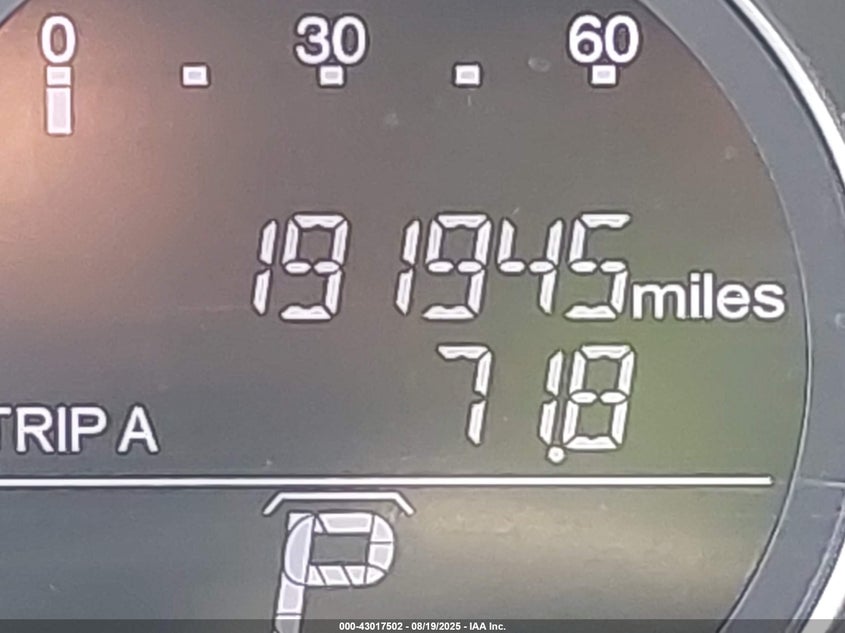 0 30 60
191945 miles
TRIP A 71.8
P
000-43017502 - 08/19/2025 - IAA Inc.